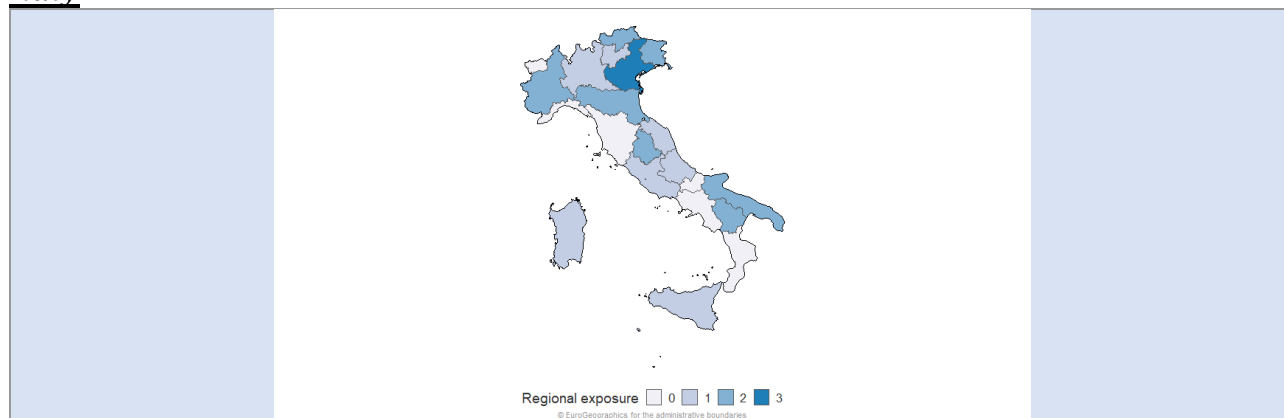 Regional exposure 0 1 2 3
© EuroGeographics for the administrative boundaries